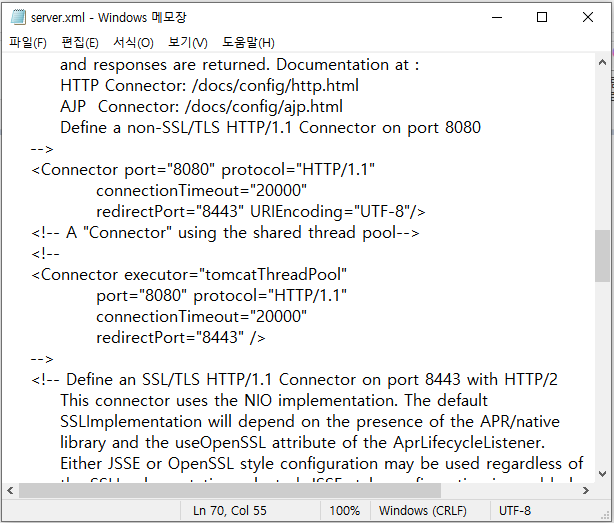 server.xml - Windows 메모장
파일(F) 편집(E) 서식(O) 보기(V) 도움말(H)
and responses are returned. Documentation at :
HTTP Connector: /docs/config/http.html
AJP  Connector: /docs/config/ajp.html
Define a non-SSL/TLS HTTP/1.1 Connector on port 8080
-->
<Connector port="8080" protocol="HTTP/1.1"
connectionTimeout="20000"
redirectPort="8443" URIEncoding="UTF-8"/>
<!-- A "Connector" using the shared thread pool-->
<!--
<Connector executor="tomcatThreadPool"
port="8080" protocol="HTTP/1.1"
connectionTimeout="20000"
redirectPort="8443" />
-->
<!-- Define an SSL/TLS HTTP/1.1 Connector on port 8443 with HTTP/2
This connector uses the NIO implementation. The default
SSLImplementation will depend on the presence of the APR/native
library and the useOpenSSL attribute of the AprLifecycleListener.
Either JSSE or OpenSSL style configuration may be used regardless of
Ln 70, Col 55 100% Windows (CRLF) UTF-8